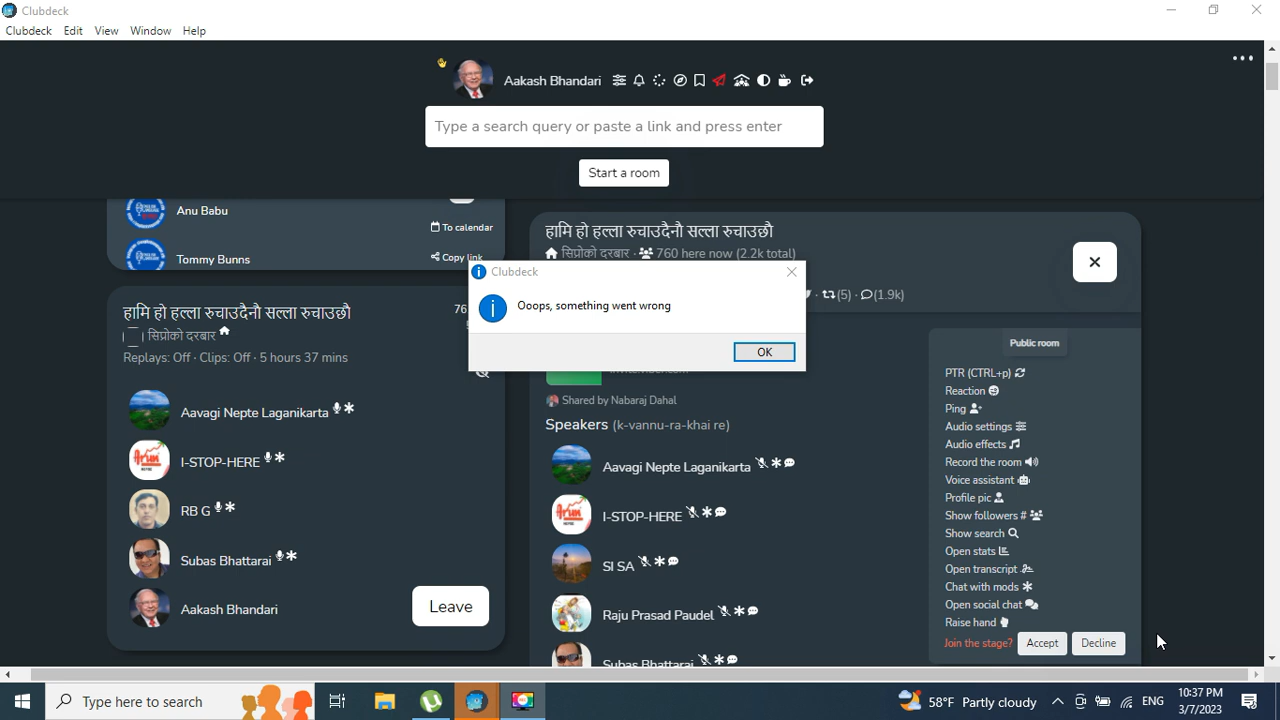 Clubdeck
Clubdeck Edit View Window Help
Aakash Bhandari
Type a search query or paste a link and press enter
Start a room
Anu Babu
To calendar
Tommy Bunns
Copy link
हामि हो हल्ला रुचाउदैनौ सल्ला रुचाउछौ
76
सिप्रोको दरबार
Replays: Off · Clips: Off · 5 hours 37 mins
Aavagi Nepte Laganikarta
I-STOP-HERE
RB G
Subas Bhattarai
Aakash Bhandari
Leave
हामि हो हल्ला रुचाउदैनौ सल्ला रुचाउछौ
सिप्रोको दरबार · 760 here now (2.2k total)
· (5) · (1.9k)
Clubdeck
Ooops, something went wrong
OK
Shared by Nabaraj Dahal
Speakers (k-vannu-ra-khai re)
Aavagi Nepte Laganikarta
I-STOP-HERE
SI SA
Raju Prasad Paudel
Subas Bhattarai
Public room
PTR (CTRL+p)
Reaction
Ping
Audio settings
Audio effects
Record the room
Voice assistant
Profile pic
Show followers #
Show search
Open stats
Open transcript
Chat with mods
Open social chat
Raise hand
Join the stage? Accept Decline
Type here to search
58°F Partly cloudy
ENG
10:37 PM
3/7/2023